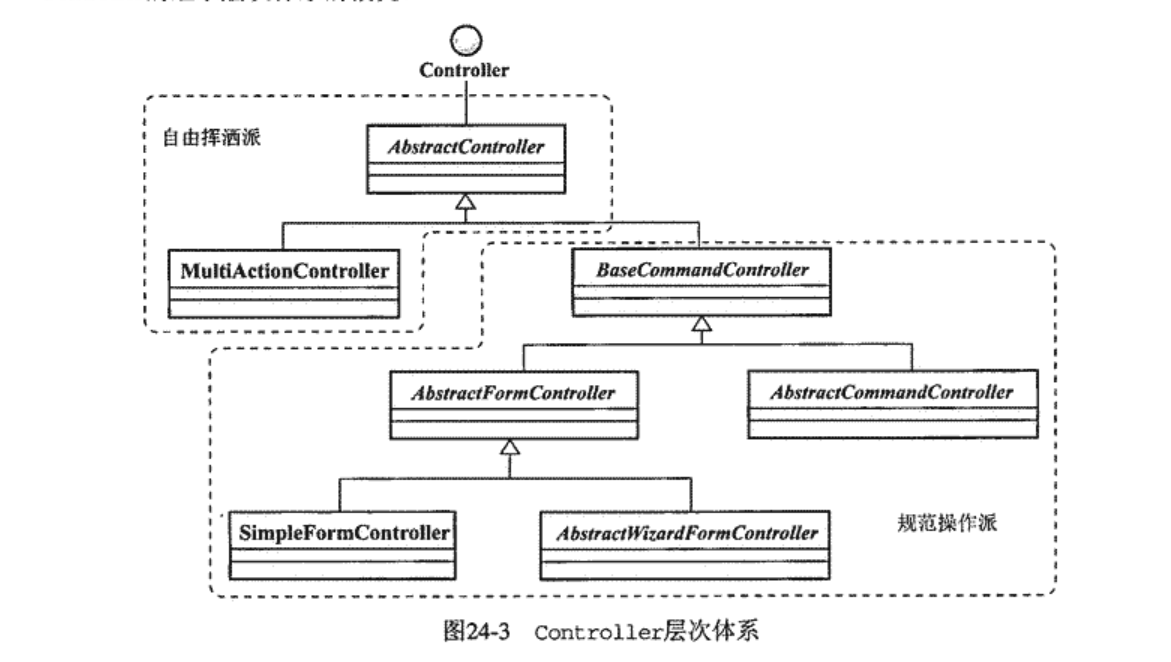 Controller
自由挥洒派
AbstractController
MultiActionController
BaseCommandController
AbstractFormController
AbstractCommandController
SimpleFormController
AbstractWizardFormController
规范操作派
图24-3 Controller层次体系